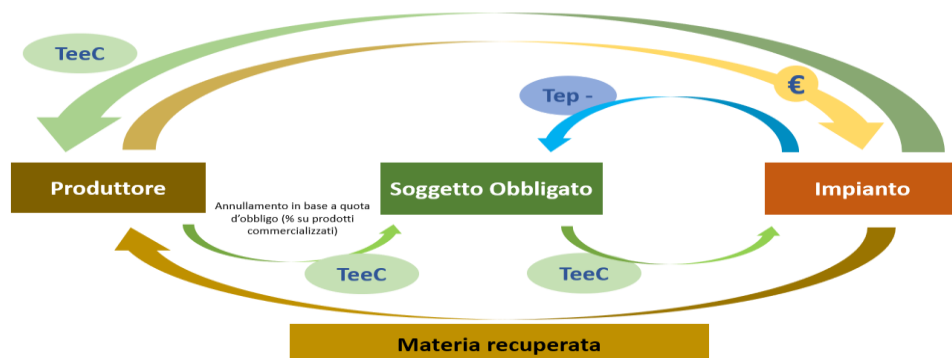 TeeC
€
Tep -
Produttore
Soggetto Obbligato
Impianto
Annullamento in base a quota
d'obbligo (% su prodotti
commercializzati)
TeeC
TeeC
Materia recuperata